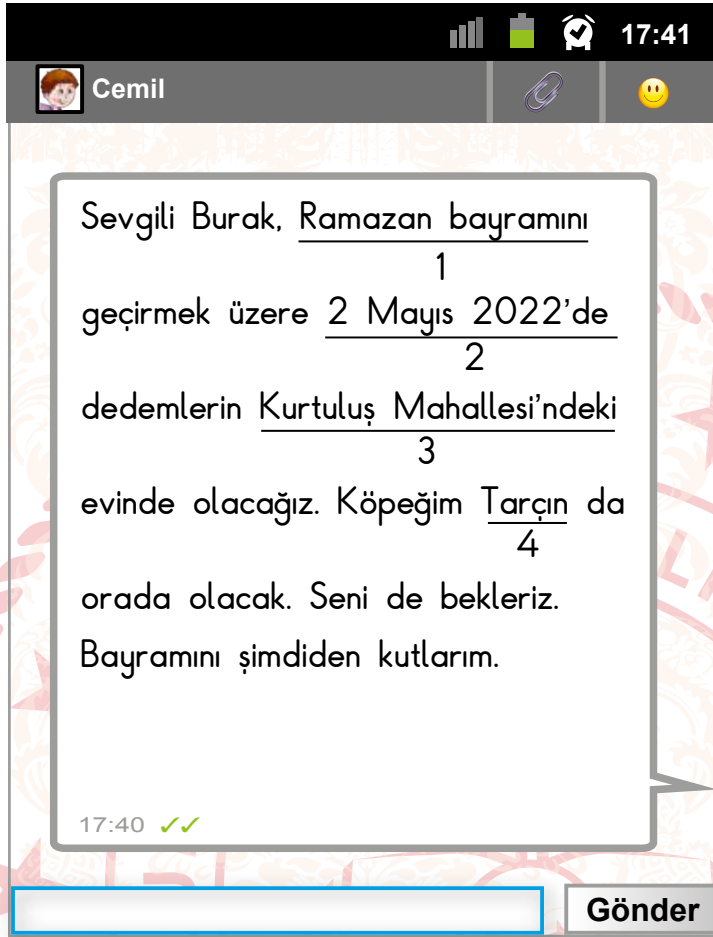 17:41
Cemil
Sevgili Burak, Ramazan bayramını
1
geçirmek üzere 2 Mayıs 2022’de
2
dedemlerin Kurtuluş Mahallesi’ndeki
3
evinde olacağız. Köpeğim Tarçın da
4
orada olacak. Seni de bekleriz.
Bayramını şimdiden kutlarım.
17:40
Gönder